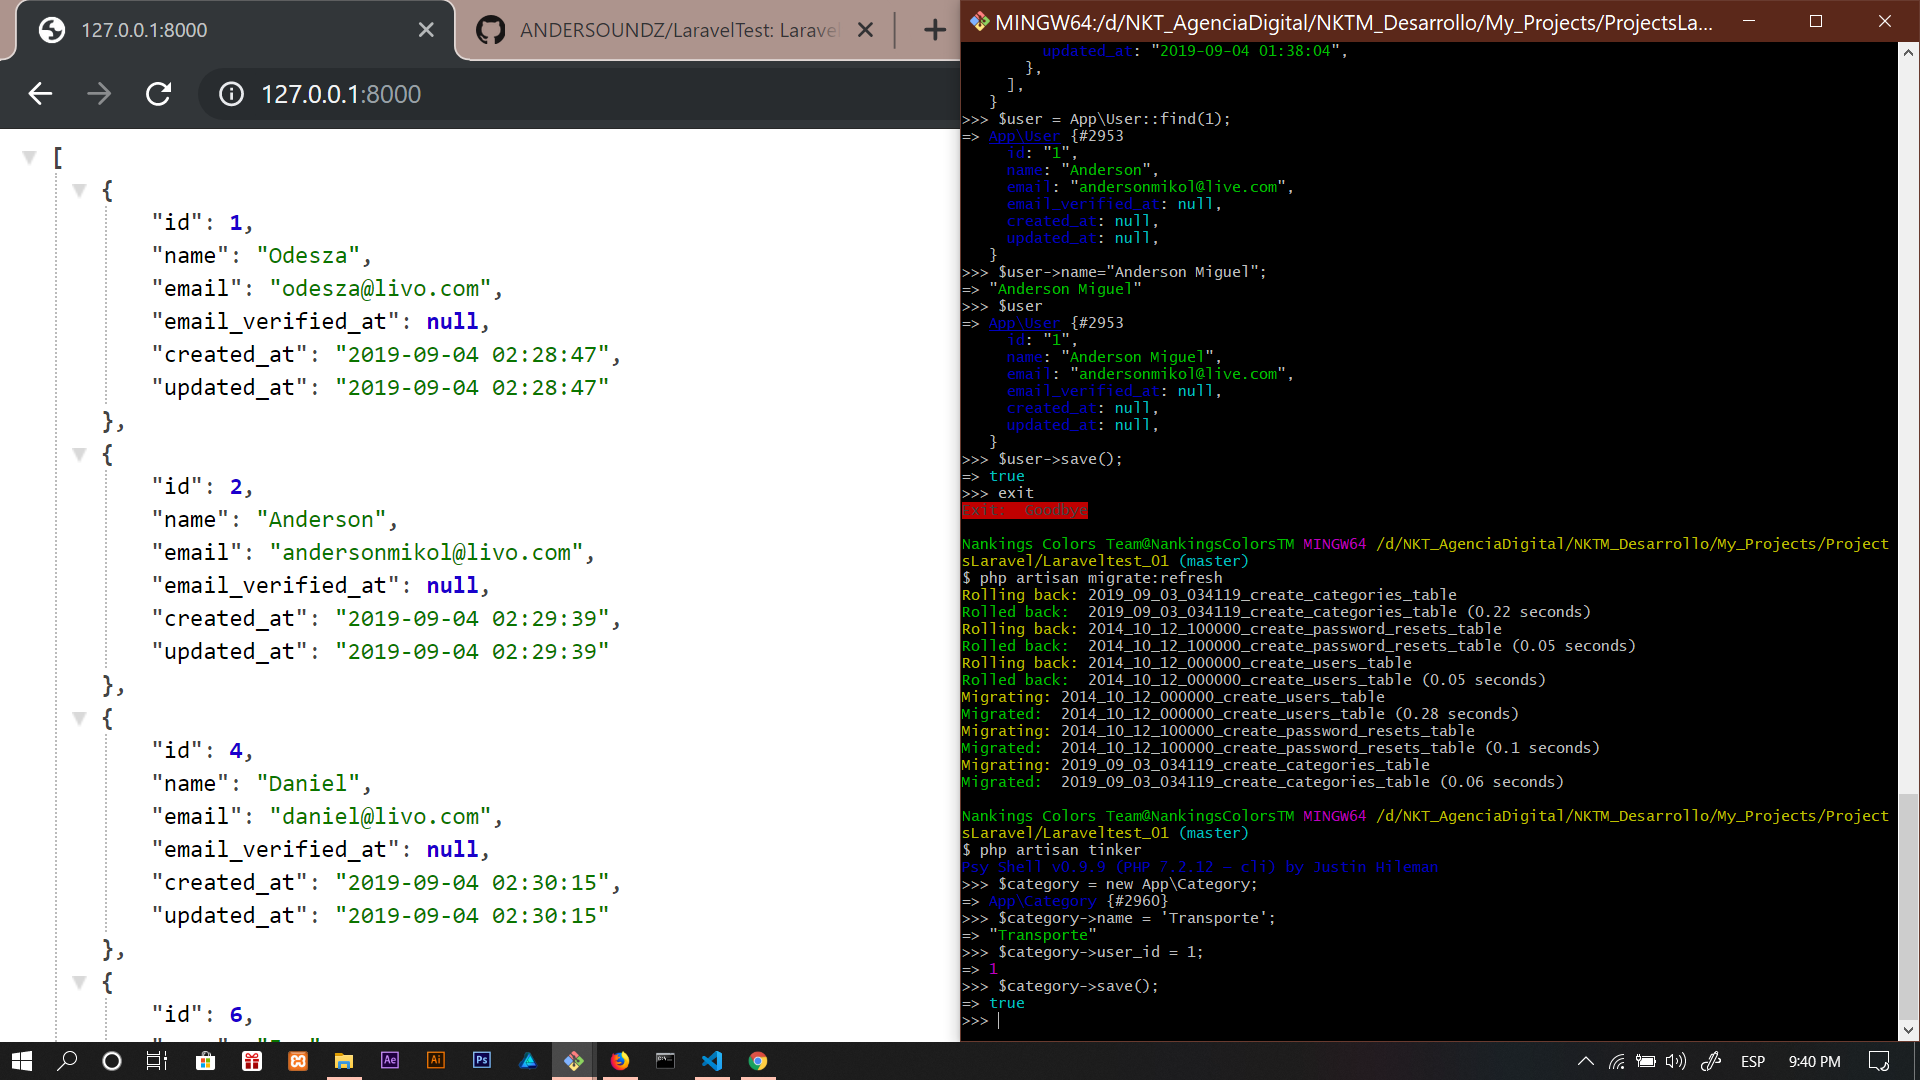 127.0.0.1:8000
ANDERSOUNDZ/LaravelTest: Larave
127.0.0.1:8000
[
{
"id": 1,
"name": "Odesza",
"email": "odesza@livo.com",
"email_verified_at": null,
"created_at": "2019-09-04 02:28:47",
"updated_at": "2019-09-04 02:28:47"
},
{
"id": 2,
"name": "Anderson",
"email": "andersonmikol@livo.com",
"email_verified_at": null,
"created_at": "2019-09-04 02:29:39",
"updated_at": "2019-09-04 02:29:39"
},
{
"id": 4,
"name": "Daniel",
"email": "daniel@livo.com",
"email_verified_at": null,
"created_at": "2019-09-04 02:30:15",
"updated_at": "2019-09-04 02:30:15"
},
{
"id": 6,
MINGW64:/d/NKT_AgenciaDigital/NKTM_Desarrollo/My_Projects/ProjectsLa...
updated_at: "2019-09-04 01:38:04",
},
],
}
>>> $user = App\User::find(1);
=> App\User {#2953
id: "1",
name: "Anderson",
email: "andersonmikol@live.com",
email_verified_at: null,
created_at: null,
updated_at: null,
}
>>> $user->name="Anderson Miguel";
=> "Anderson Miguel"
>>> $user
=> App\User {#2953
id: "1",
name: "Anderson Miguel",
email: "andersonmikol@live.com",
email_verified_at: null,
created_at: null,
updated_at: null,
}
>>> $user->save();
=> true
>>> exit
Exit:  Goodbye
Nankings Colors Team@NankingsColorsTM MINGW64 /d/NKT_AgenciaDigital/NKTM_Desarrollo/My_Projects/Project
sLaravel/Laraveltest_01 (master)
$ php artisan migrate:refresh
Rolling back: 2019_09_03_034119_create_categories_table
Rolled back:  2019_09_03_034119_create_categories_table (0.22 seconds)
Rolling back: 2014_10_12_100000_create_password_resets_table
Rolled back:  2014_10_12_100000_create_password_resets_table (0.05 seconds)
Rolling back: 2014_10_12_000000_create_users_table
Rolled back:  2014_10_12_000000_create_users_table (0.05 seconds)
Migrating: 2014_10_12_000000_create_users_table
Migrated:  2014_10_12_000000_create_users_table (0.28 seconds)
Migrating: 2014_10_12_100000_create_password_resets_table
Migrated:  2014_10_12_100000_create_password_resets_table (0.1 seconds)
Migrating: 2019_09_03_034119_create_categories_table
Migrated:  2019_09_03_034119_create_categories_table (0.06 seconds)
Nankings Colors Team@NankingsColorsTM MINGW64 /d/NKT_AgenciaDigital/NKTM_Desarrollo/My_Projects/Project
sLaravel/Laraveltest_01 (master)
$ php artisan tinker
Psy Shell v0.9.9 (PHP 7.2.12 — cli) by Justin Hileman
>>> $category = new App\Category;
=> App\Category {#2960}
>>> $category->name = 'Transporte';
=> "Transporte"
>>> $category->user_id = 1;
=> 1
>>> $category->save();
=> true
>>>
Ae
Ai
Ps
ESP
9:40 PM